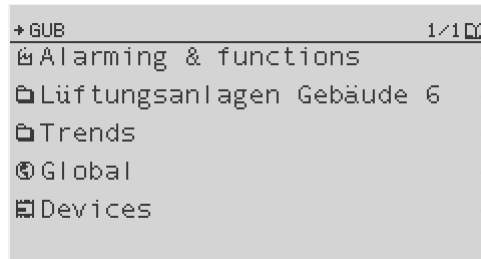 GUB 1/1
Alarming & functions
Lüftungsanlagen Gebäude 6
Trends
Global
Devices